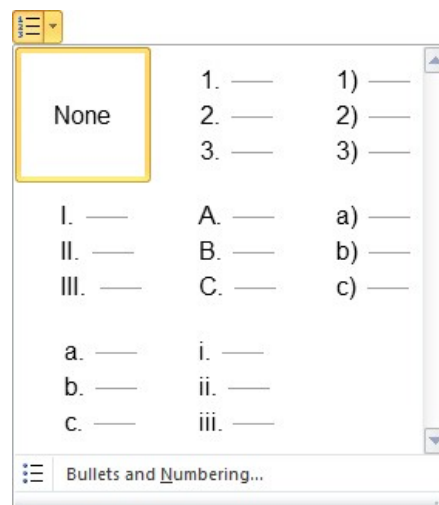 None
1.
2.
3.
1)
2)
3)
I.
II.
III.
A.
B.
C.
a)
b)
c)
a.
b.
c.
i.
ii.
iii.
Bullets and Numbering...